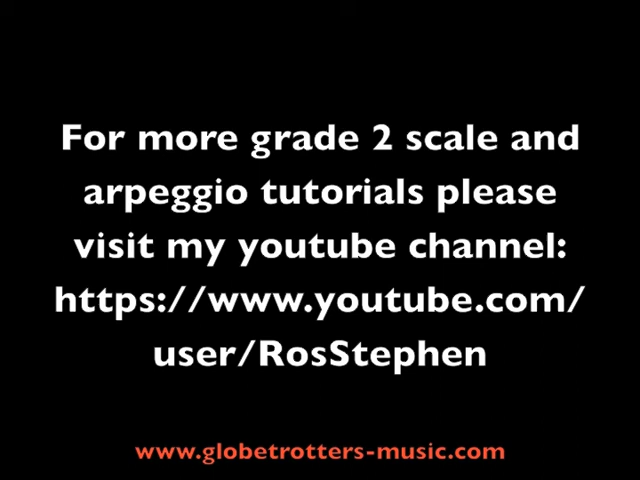 For more grade 2 scale and
arpeggio tutorials please
visit my youtube channel:
https://www.youtube.com/
user/RosStephen
www.globetrotters-music.com